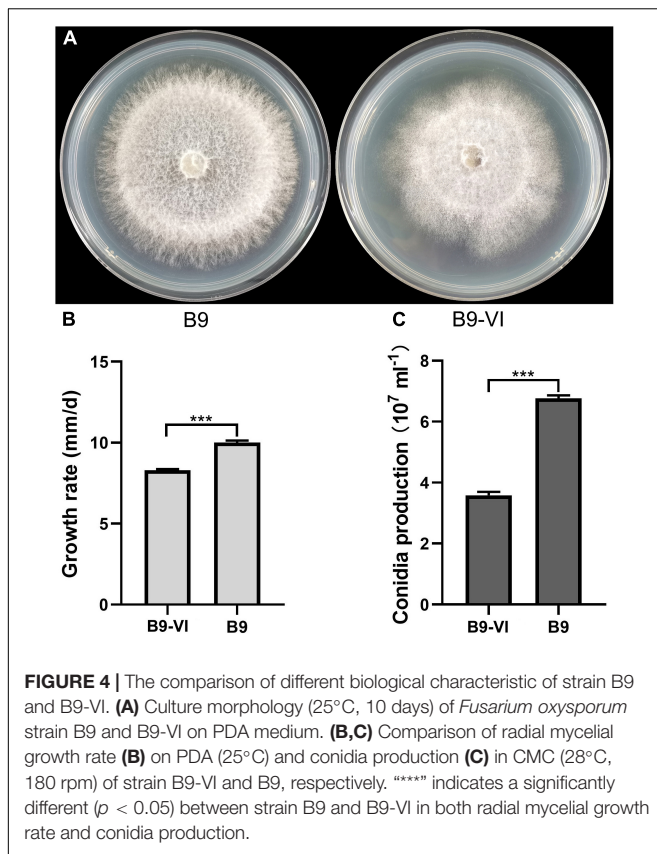 A
B B9 C B9-VI
15
10
5
0
Growth rate (mm/d)
***
B9-VI B9
8
6
4
2
0
Conidia production (10⁷ ml⁻¹)
***
B9-VI B9
FIGURE 4 | The comparison of different biological characteristic of strain B9
and B9-VI. (A) Culture morphology (25°C, 10 days) of Fusarium oxysporum
strain B9 and B9-VI on PDA medium. (B,C) Comparison of radial mycelial
growth rate (B) on PDA (25°C) and conidia production (C) in CMC (28°C,
180 rpm) of strain B9-VI and B9, respectively. “***” indicates a significantly
different (p < 0.05) between strain B9 and B9-VI in both radial mycelial growth
rate and conidia production.